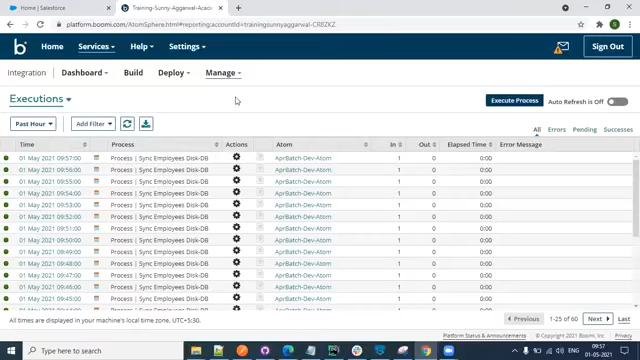 Home | Salesforce
Training-Sunny-Aggarwal-Acad
platform.boomi.com/AtomSphere.html#reporting;accountId=trainingsunnyaggarwal-CR8ZKZ
S
b
Home
Services
Help
Settings
Sign Out
Integration
Dashboard
Build
Deploy
Manage
Executions
Execute Process
Auto Refresh is Off
Past Hour
Add Filter
All
Errors
Pending
Successes
Time
Process
Actions
Atom
In
Out
Elapsed Time
Error Message
01 May 2021 09:57:00 Process | Sync Employees Disk-DB AprBatch-Dev-Atom 1 0 0:00
01 May 2021 09:56:00 Process | Sync Employees Disk-DB AprBatch-Dev-Atom 1 0 0:00
01 May 2021 09:55:00 Process | Sync Employees Disk-DB AprBatch-Dev-Atom 1 0 0:00
01 May 2021 09:54:00 Process | Sync Employees Disk-DB AprBatch-Dev-Atom 1 0 0:00
01 May 2021 09:53:00 Process | Sync Employees Disk-DB AprBatch-Dev-Atom 1 0 0:00
01 May 2021 09:52:00 Process | Sync Employees Disk-DB AprBatch-Dev-Atom 1 0 0:00
01 May 2021 09:51:00 Process | Sync Employees Disk-DB AprBatch-Dev-Atom 1 0 0:00
01 May 2021 09:50:00 Process | Sync Employees Disk-DB AprBatch-Dev-Atom 1 0 0:00
01 May 2021 09:49:00 Process | Sync Employees Disk-DB AprBatch-Dev-Atom 1 0 0:00
01 May 2021 09:48:00 Process | Sync Employees Disk-DB AprBatch-Dev-Atom 1 0 0:00
01 May 2021 09:47:00 Process | Sync Employees Disk-DB AprBatch-Dev-Atom 1 0 0:00
01 May 2021 09:46:00 Process | Sync Employees Disk-DB AprBatch-Dev-Atom 1 0 0:00
01 May 2021 09:45:00 Process | Sync Employees Disk-DB AprBatch-Dev-Atom 1 0 0:00
All times are displayed in your machine's local time zone, UTC+5:30.
Previous 1-25 of 60 Next Last
Platform Status & Announcements © Copyright 2021 Boomi, Inc. Privacy
Type here to search
ENG
09:57
01-05-2021